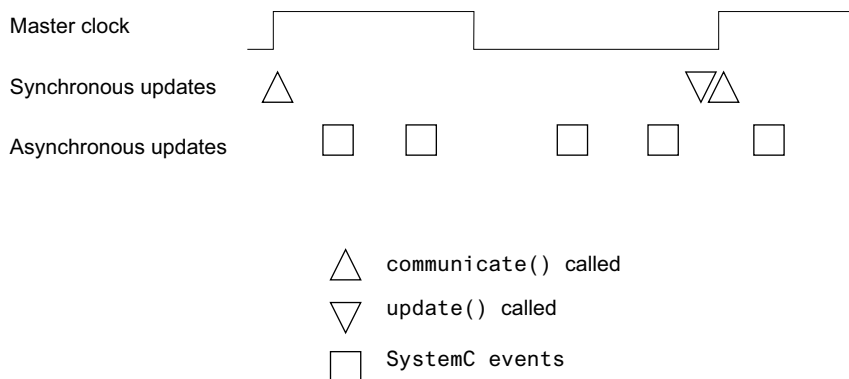 Master clock
Synchronous updates
Asynchronous updates
communicate() called
update() called
SystemC events